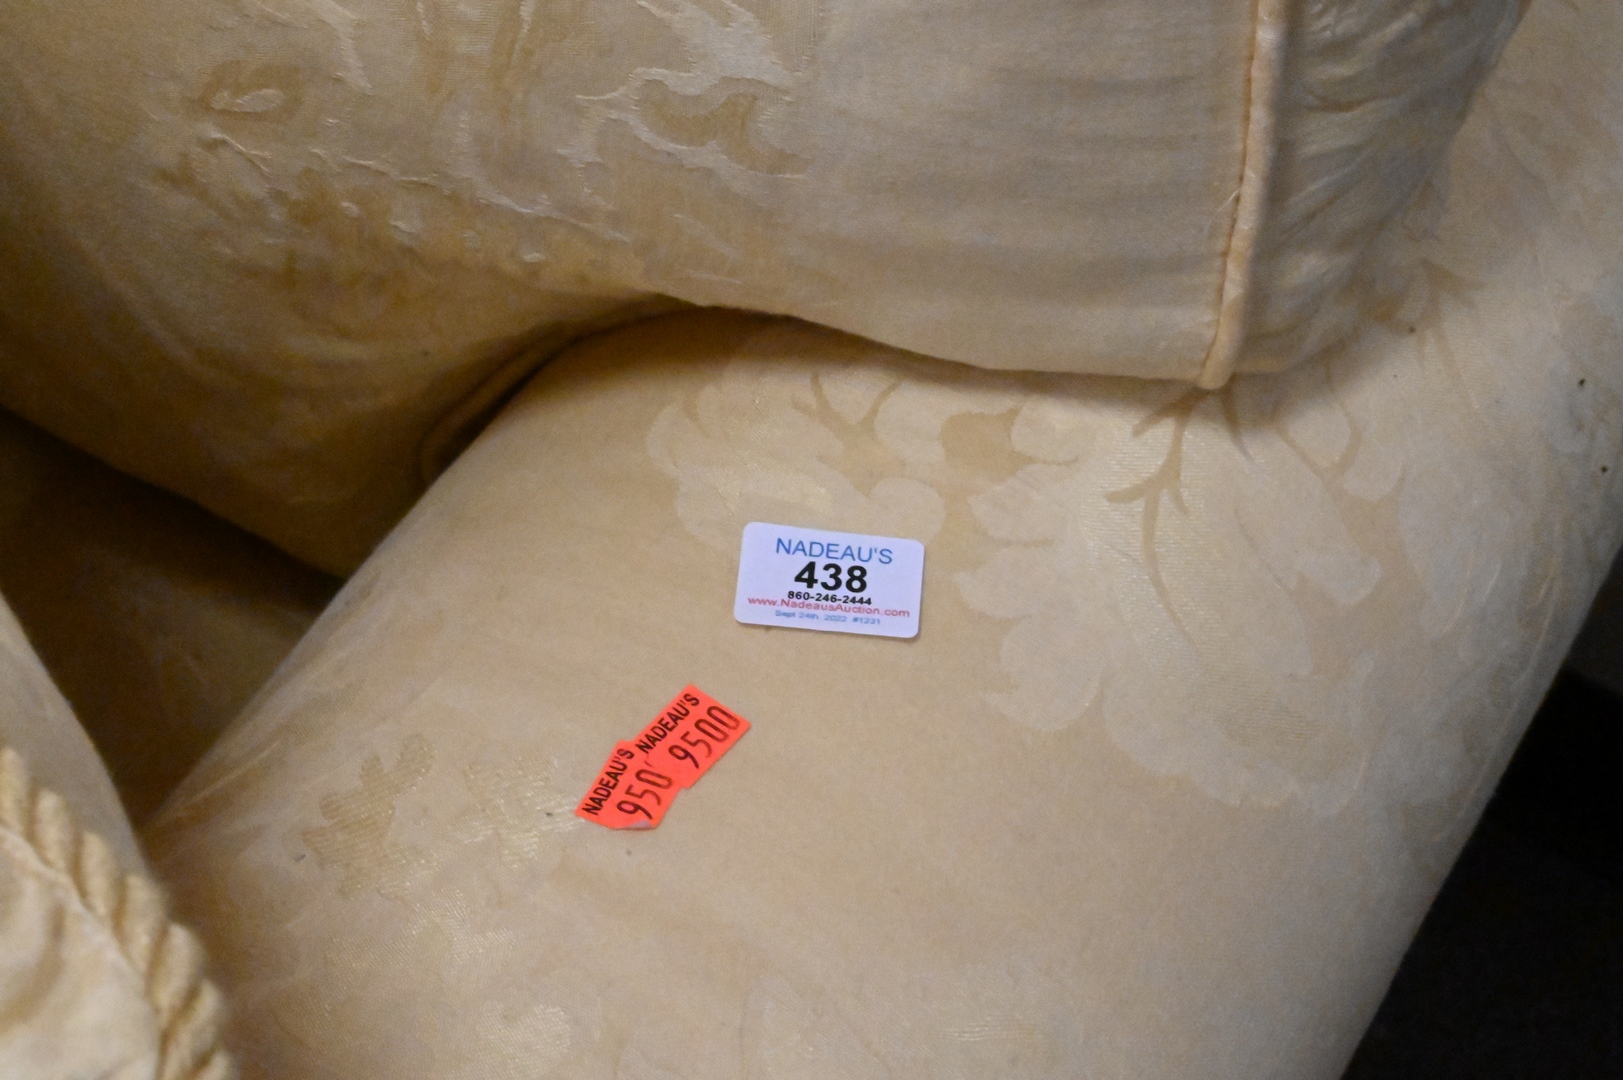 NADEAU'S
438
860-246-2444
www.NadeausAuction.com
Sept 24th 2022 #1231
NADEAU'S
9500
NADEAU'S
950